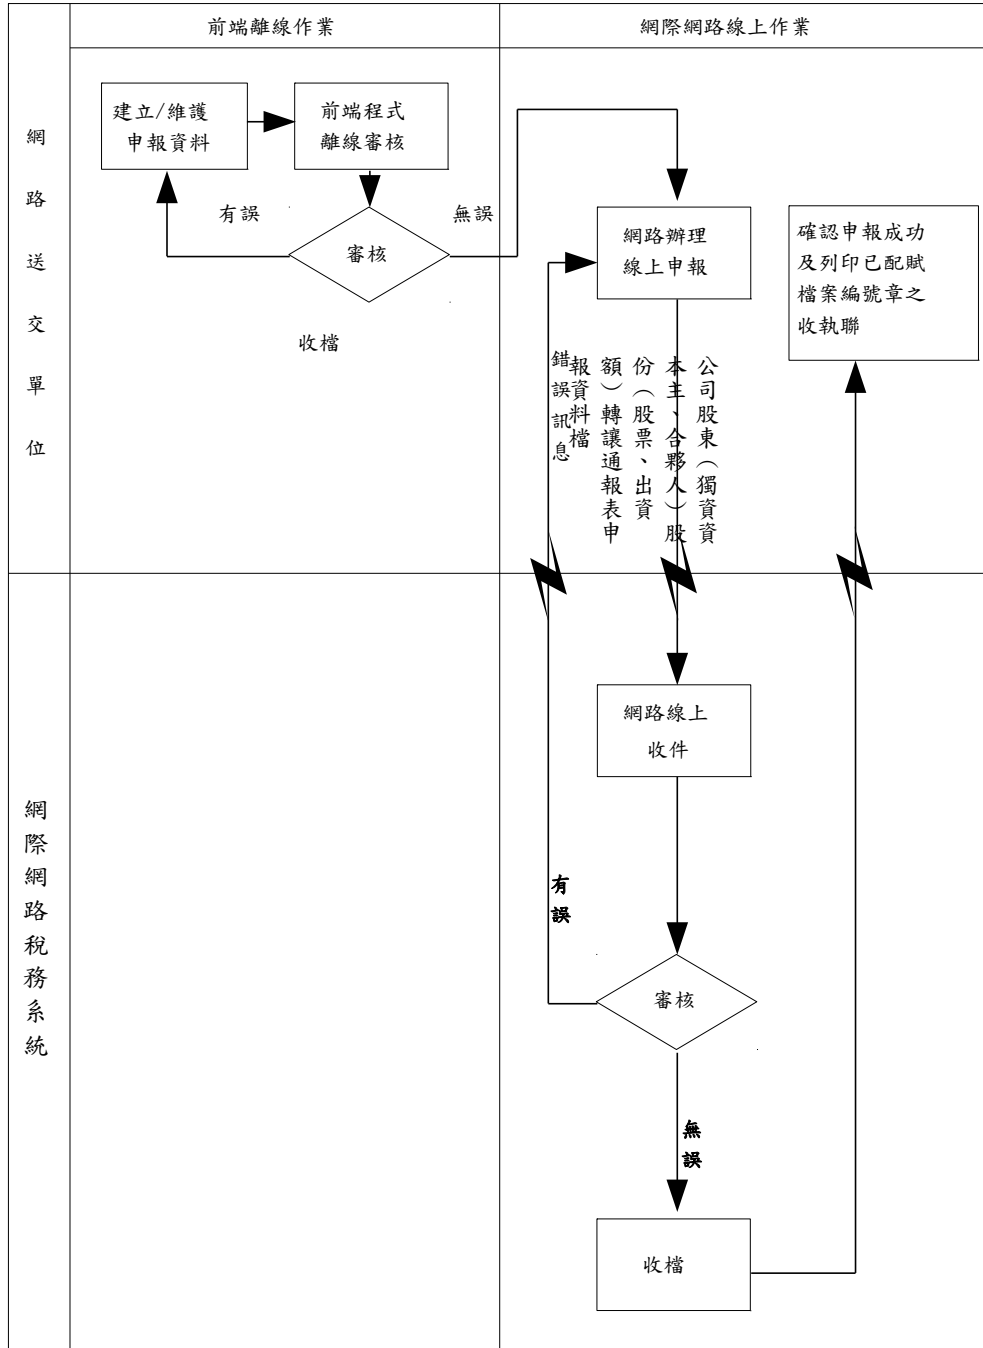 前端離線作業
網際網路線上作業
網路送交單位
建立/維護
申報資料
前端程式
離線審核
有誤
無誤
審核
收檔
網路辦理
線上申報
確認申報成功
及列印已配賦
檔案編號章之
收執聯
錯誤訊息
公司股東（獨資資
本主、合夥人）股
份（股票、出資
額）轉讓通報表申
報資料檔
網際網路稅務系統
網路線上
收件
有誤
審核
無誤
收檔